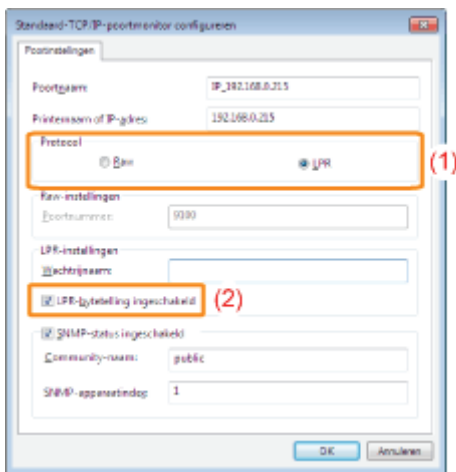 Standaard-TCP/IP-poortmonitor configureren
Poortinstellingen
Poortnaam: IP_192.168.0.215
Printernaam of IP-adres: 192.168.0.215
Protocol
Raw LPR
(1)
Raw-instellingen
Poortnummer: 9100
LPR-instellingen
Wachtrijnaam:
LPR-bytetelling ingeschakeld
(2)
SNMP-status ingeschakeld
Community-naam: public
SNMP-apparaatindex: 1
OK Annuleren